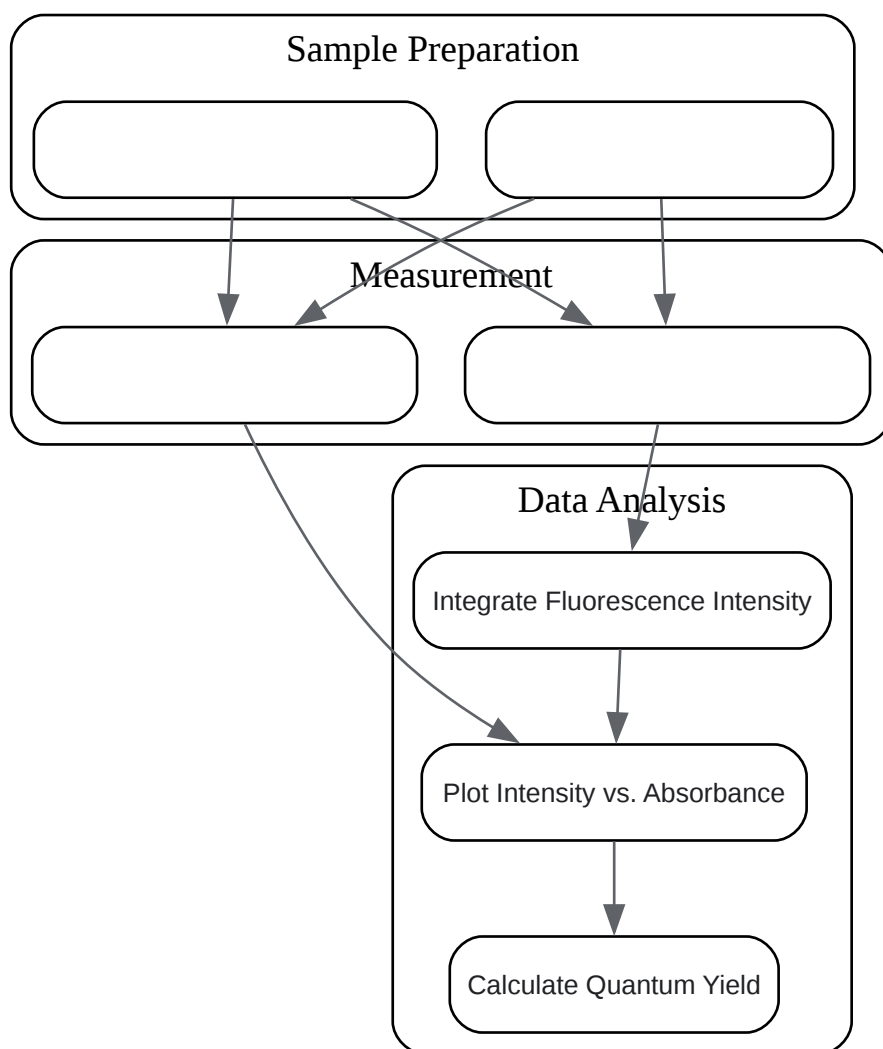 Sample Preparation
Measurement
Data Analysis
Integrate Fluorescence Intensity
Plot Intensity vs. Absorbance
Calculate Quantum Yield